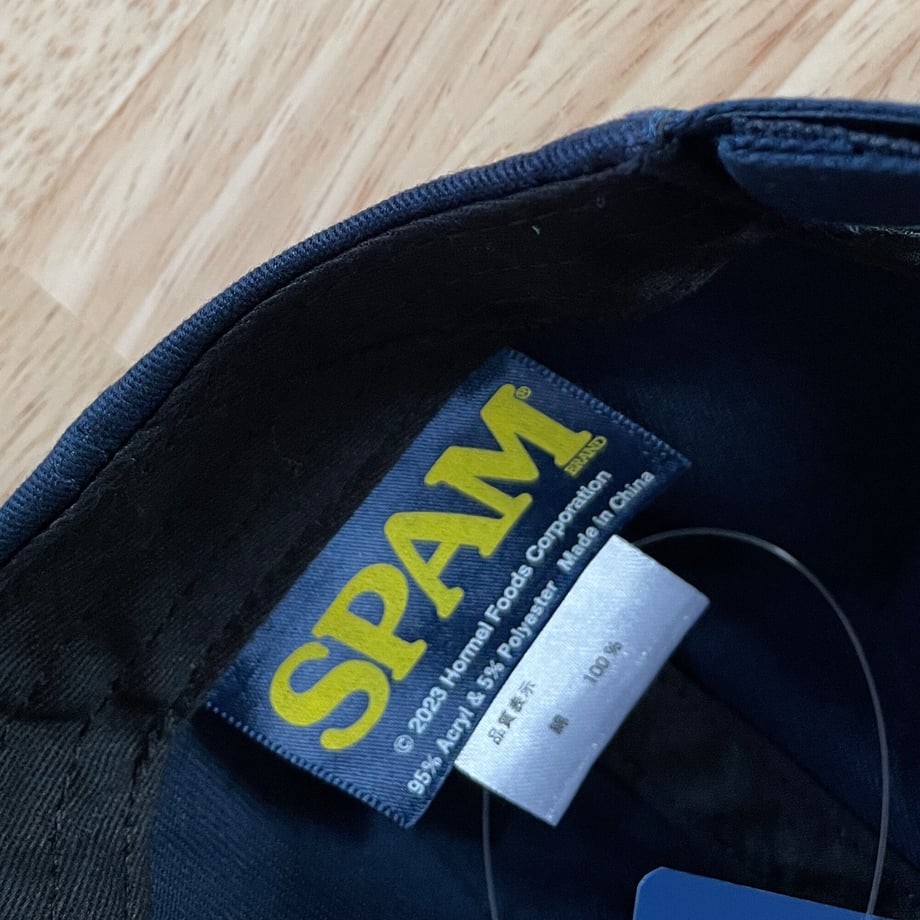 SPAM®
BRAND
© 2023 Hormel Foods Corporation
95% Acryl & 5% Polyester Made In China
品質表示
綿 100%